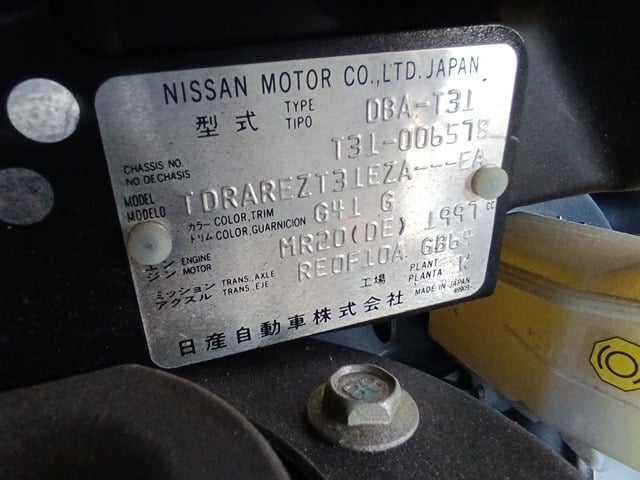 NISSAN MOTOR CO.,LTD. JAPAN
型式 TYPE TIPO DBA-T31
CHASSIS NO. NO. DE CHASIS T31-006578
MODEL MODELO TDRAREZT31EZA---EA
カラー COLOR, TRIM
トリム COLOR, GUARNICION G41 G
エンジン ENGINE MOTOR MR20(DE) 1997 cc
ミッション アクスル TRANS, AXLE TRANS, EJE RE0F10A GB64
工場 PLANT PLANTA W
日産自動車株式会社 MADE IN JAPAN